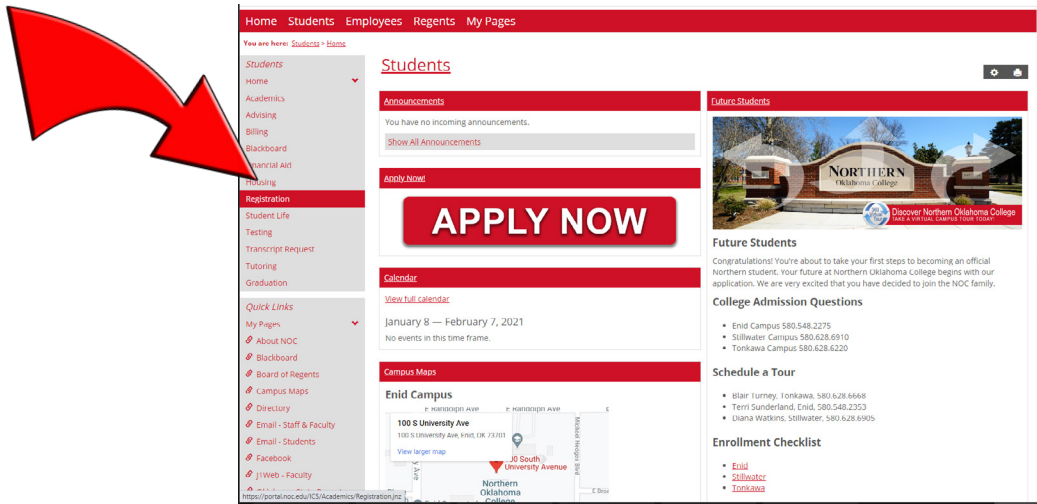 Home Students Employees Regents My Pages
You are here: Students > Home
Students
Home
Academics
Advising
Billing
Blackboard
Financial Aid
Housing
Registration
Student Life
Testing
Transcript Request
Tutoring
Graduation
Quick Links
My Pages
About NOC
Blackboard
Board of Regents
Campus Maps
Directory
Email - Staff & Faculty
Email - Students
Facebook
J1Web - Faculty
https://portal.noc.edu/ICS/Academics/Registration.jnz
Students
Announcements
You have no incoming announcements.
Show All Announcements
Apply Now!
APPLY NOW
Calendar
View full calendar
January 8 — February 7, 2021
No events in this time frame.
Campus Maps
Enid Campus
E Randolph Ave E Randolph Ave
100 S University Ave
100 S University Ave, Enid, OK 73701
View larger map
100 South
University Avenue
Northern
Oklahoma
College
Future Students
NORTHERN
Oklahoma College
Discover Northern Oklahoma College
TAKE A VIRTUAL CAMPUS TOUR TODAY!
Future Students
Congratulations! You're about to take your first steps to becoming an official
Northern student. Your future at Northern Oklahoma College begins with our
application. We are very excited that you have decided to join the NOC family.
College Admission Questions
Enid Campus 580.548.2275
Stillwater Campus 580.628.6910
Tonkawa Campus 580.628.6220
Schedule a Tour
Blair Turney, Tonkawa, 580.628.6668
Terri Sunderland, Enid, 580.548.2353
Diana Watkins, Stillwater, 580.628.6905
Enrollment Checklist
Enid
Stillwater
Tonkawa